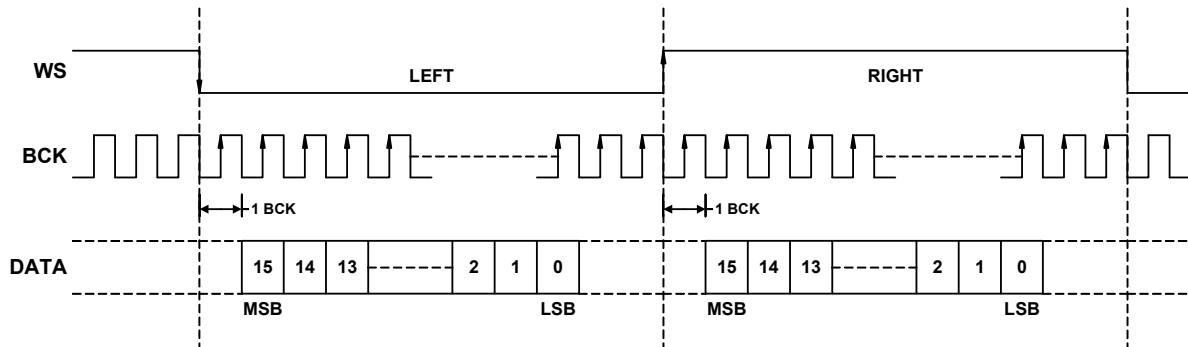 WS LEFT RIGHT
BCK
1 BCK 1 BCK
DATA 15 14 13 2 1 0 15 14 13 2 1 0
MSB LSB MSB LSB